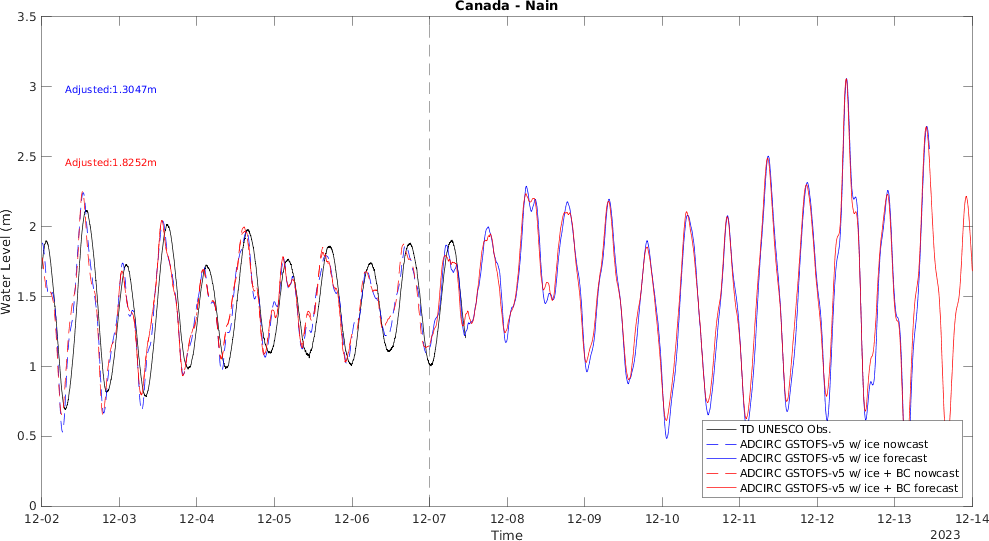 Canada - Nain
3.5
3
2.5
2
1.5
1
0.5
0
Water Level (m)
Adjusted:1.3047m
Adjusted:1.8252m
TD UNESCO Obs.
ADCIRC GSTOFS-v5 w/ ice nowcast
ADCIRC GSTOFS-v5 w/ ice forecast
ADCIRC GSTOFS-v5 w/ ice + BC nowcast
ADCIRC GSTOFS-v5 w/ ice + BC forecast
12-02 12-03 12-04 12-05 12-06 12-07 12-08 12-09 12-10 12-11 12-12 12-13 12-14
Time
2023